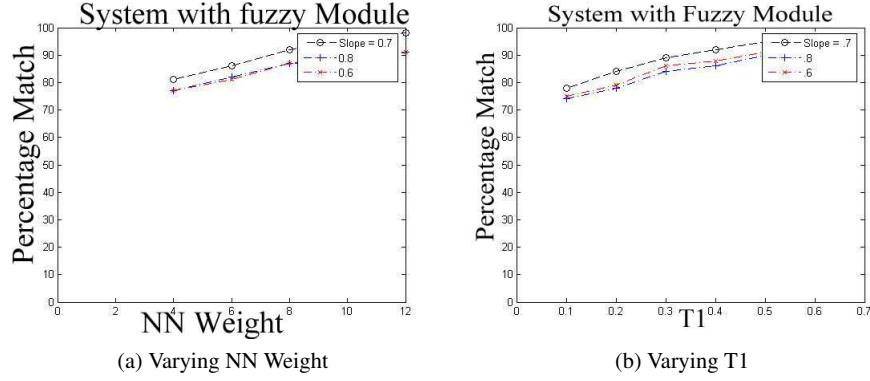 System with fuzzy Module
Percentage Match
100
90
80
70
60
50
40
30
20
10
0
Slope = 0.7
0.8
0.6
0 2 4 6 8 10 12
NN Weight
(a) Varying NN Weight
System with Fuzzy Module
Percentage Match
100
90
80
70
60
50
40
30
20
10
0
Slope = .7
.8
.6
0 0.1 0.2 0.3 0.4 0.5 0.6 0.7
T1
(b) Varying T1